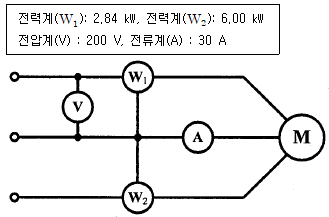 전력계(W₁) : 2,84 kW, 전력계(W₂) : 6,00 kW
전압계(V) : 200 V, 전류계(A) : 30 A
W₁
V
A
M
W₂